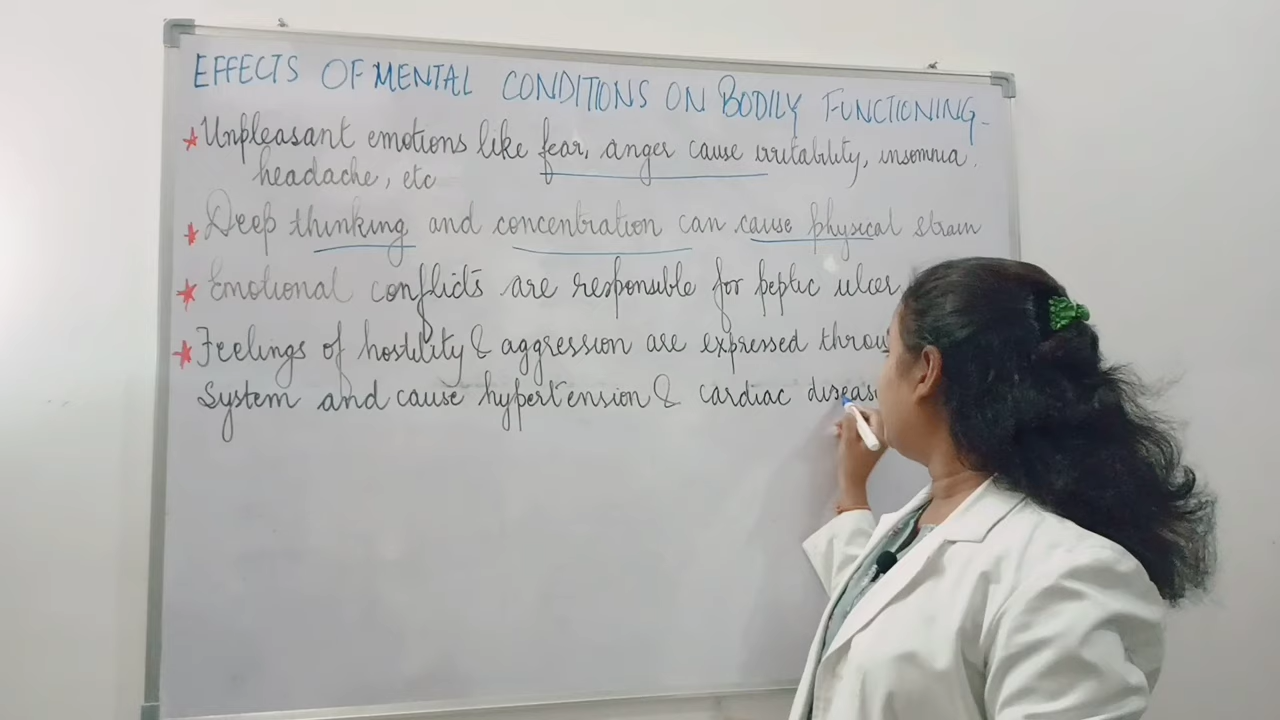 EFFECTS OF MENTAL CONDITIONS ON BODILY FUNCTIONING
Unpleasant emotions like fear, anger cause irritability, insomnia,
headache, etc
Deep thinking and concentration can cause physical strain
Emotional conflicts are responsible for peptic ulcer
Feelings of hostility & aggression are expressed
System and cause hypertension & cardiac